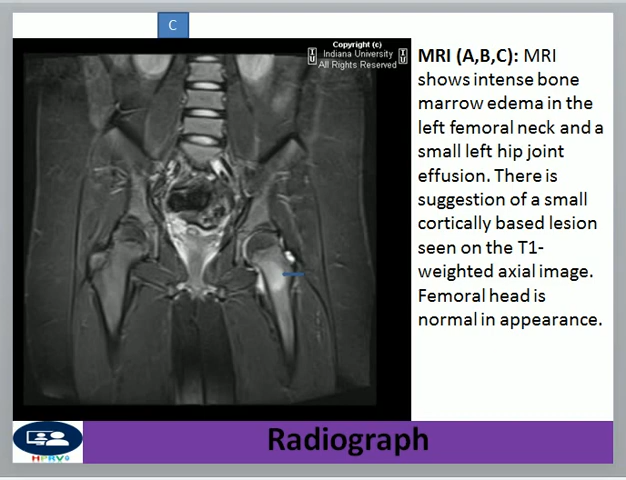 C
Copyright (c)
Indiana University
All Rights Reserved
MRI (A,B,C): MRI
shows intense bone
marrow edema in the
left femoral neck and a
small left hip joint
effusion. There is
suggestion of a small
cortically based lesion
seen on the T1-
weighted axial image.
Femoral head is
normal in appearance.
Radiograph